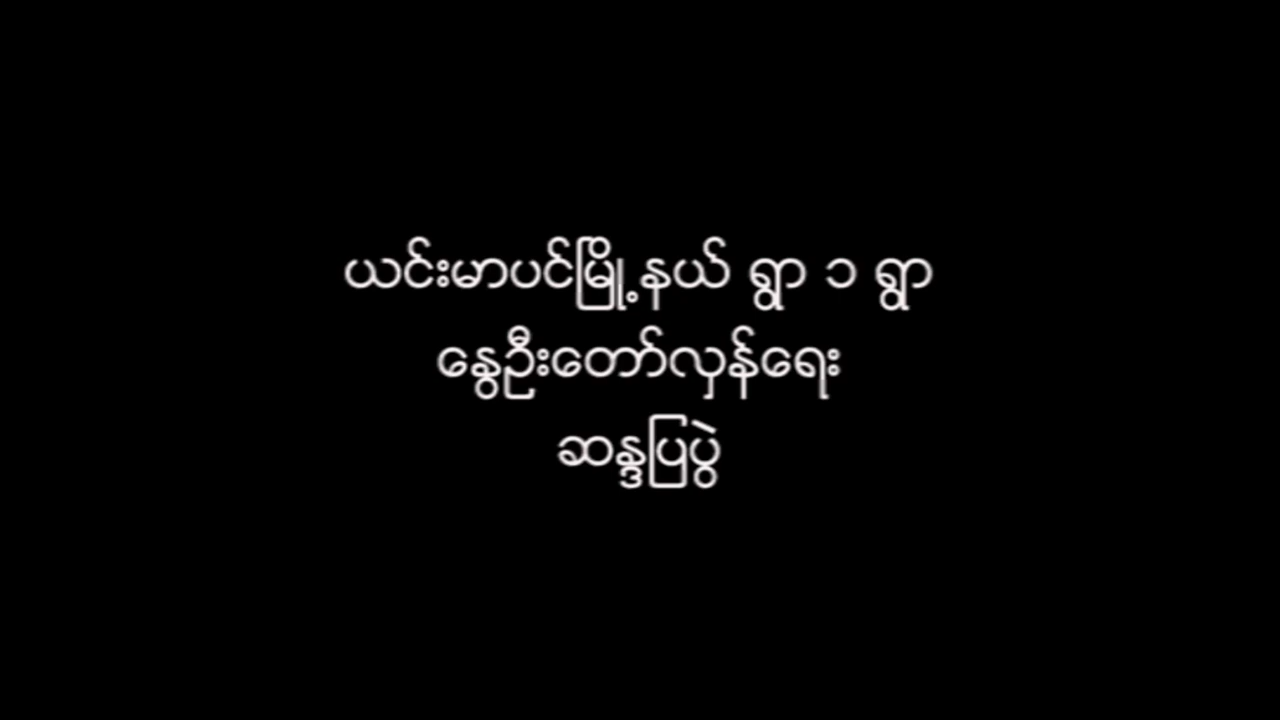 ယင်းမာပင်မြို့နယ် ရွာ ၁ ရွာ
နွေဦးတော်လှန်ရေး
ဆန္ဒပြပွဲ